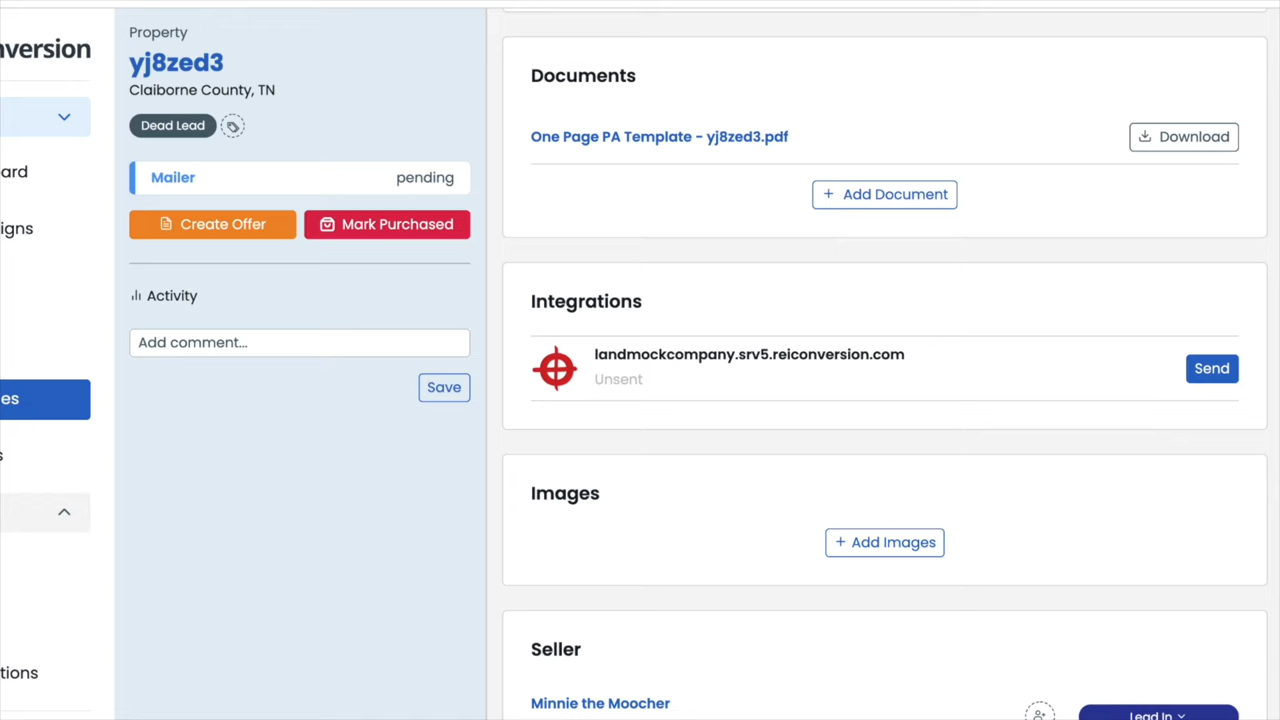 nversion
ard
igns
es
s
tions
Property
yj8zed3
Claiborne County, TN
Dead Lead
Mailer pending
Create Offer Mark Purchased
Activity
Add comment...
Save
Documents
One Page PA Template - yj8zed3.pdf Download
+ Add Document
Integrations
landmockcompany.srv5.reiconversion.com
Unsent
Send
Images
+ Add Images
Seller
Minnie the Moocher
Lead In